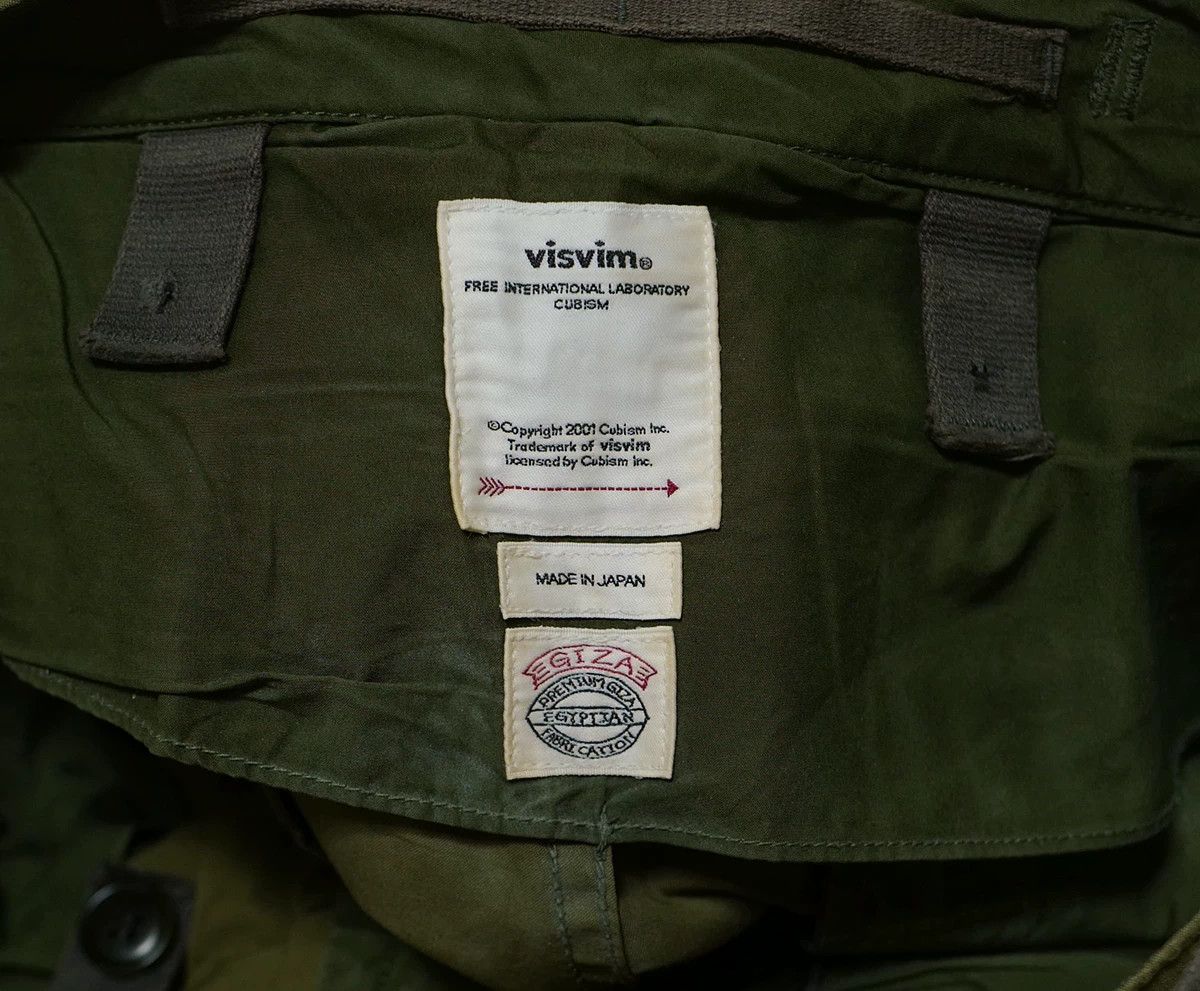 visvim®
FREE INTERNATIONAL LABORATORY
CUBISM
©Copyright 2001 Cubism Inc.
Trademark of visvim
licensed by Cubism Inc.
MADE IN JAPAN
GIZA
PREMIUM GIZA
EGYPTIAN
FABRICATION